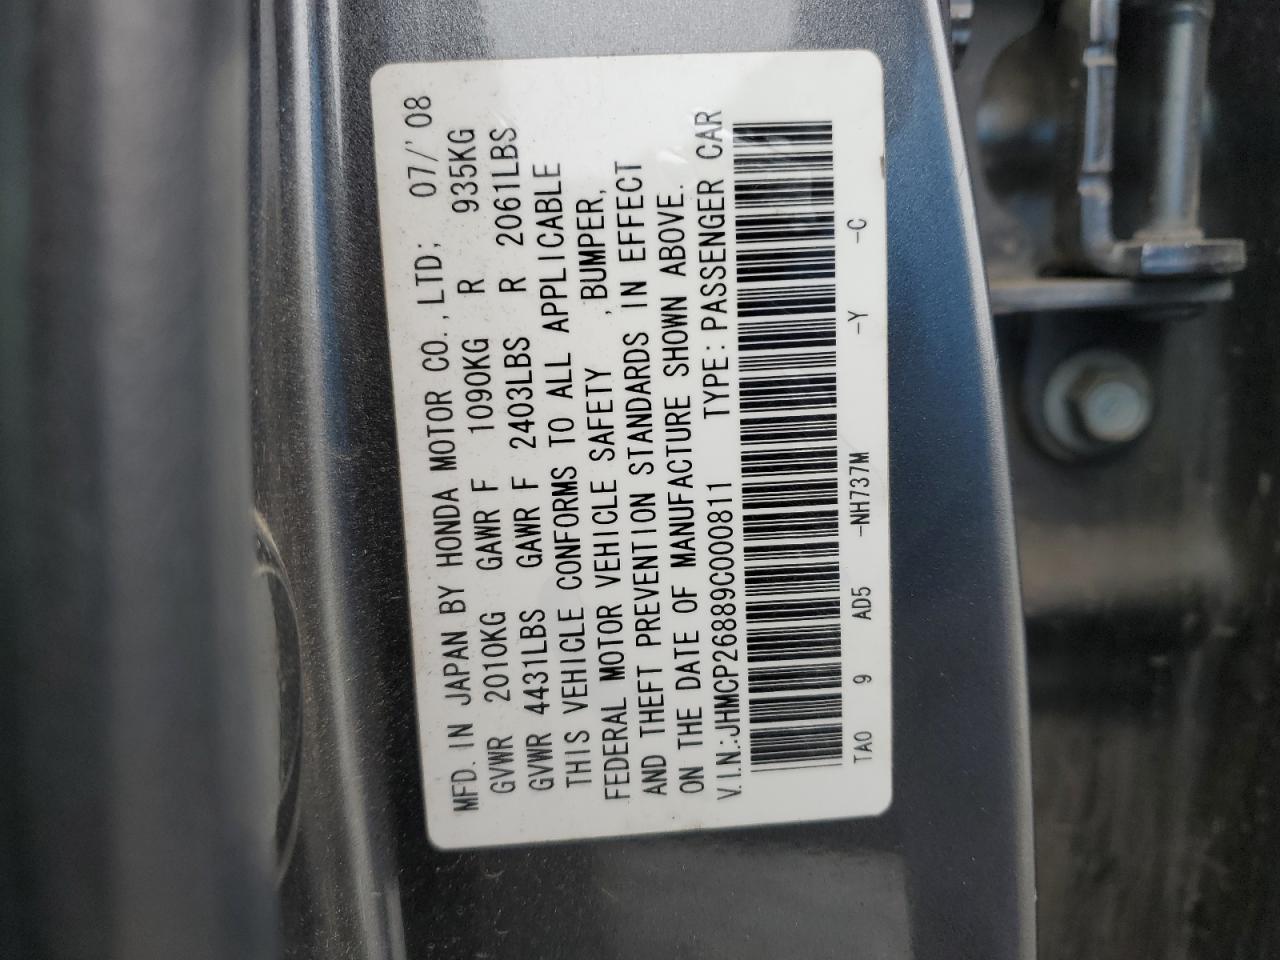 MFD. IN JAPAN BY HONDA MOTOR CO., LTD; 07/'08
GVWR 2010KG GAWR F 1090KG R 935KG
GVWR 4431LBS GAWR F 2403LBS R 2061LBS
THIS VEHICLE CONFORMS TO ALL APPLICABLE
FEDERAL MOTOR VEHICLE SAFETY , BUMPER,
AND THEFT PREVENTION STANDARDS IN EFFECT
ON THE DATE OF MANUFACTURE SHOWN ABOVE.
V.I.N.:JHMCP26889C000811 TYPE:PASSENGER CAR
TA0 9 AD5 -NH737M -Y -C